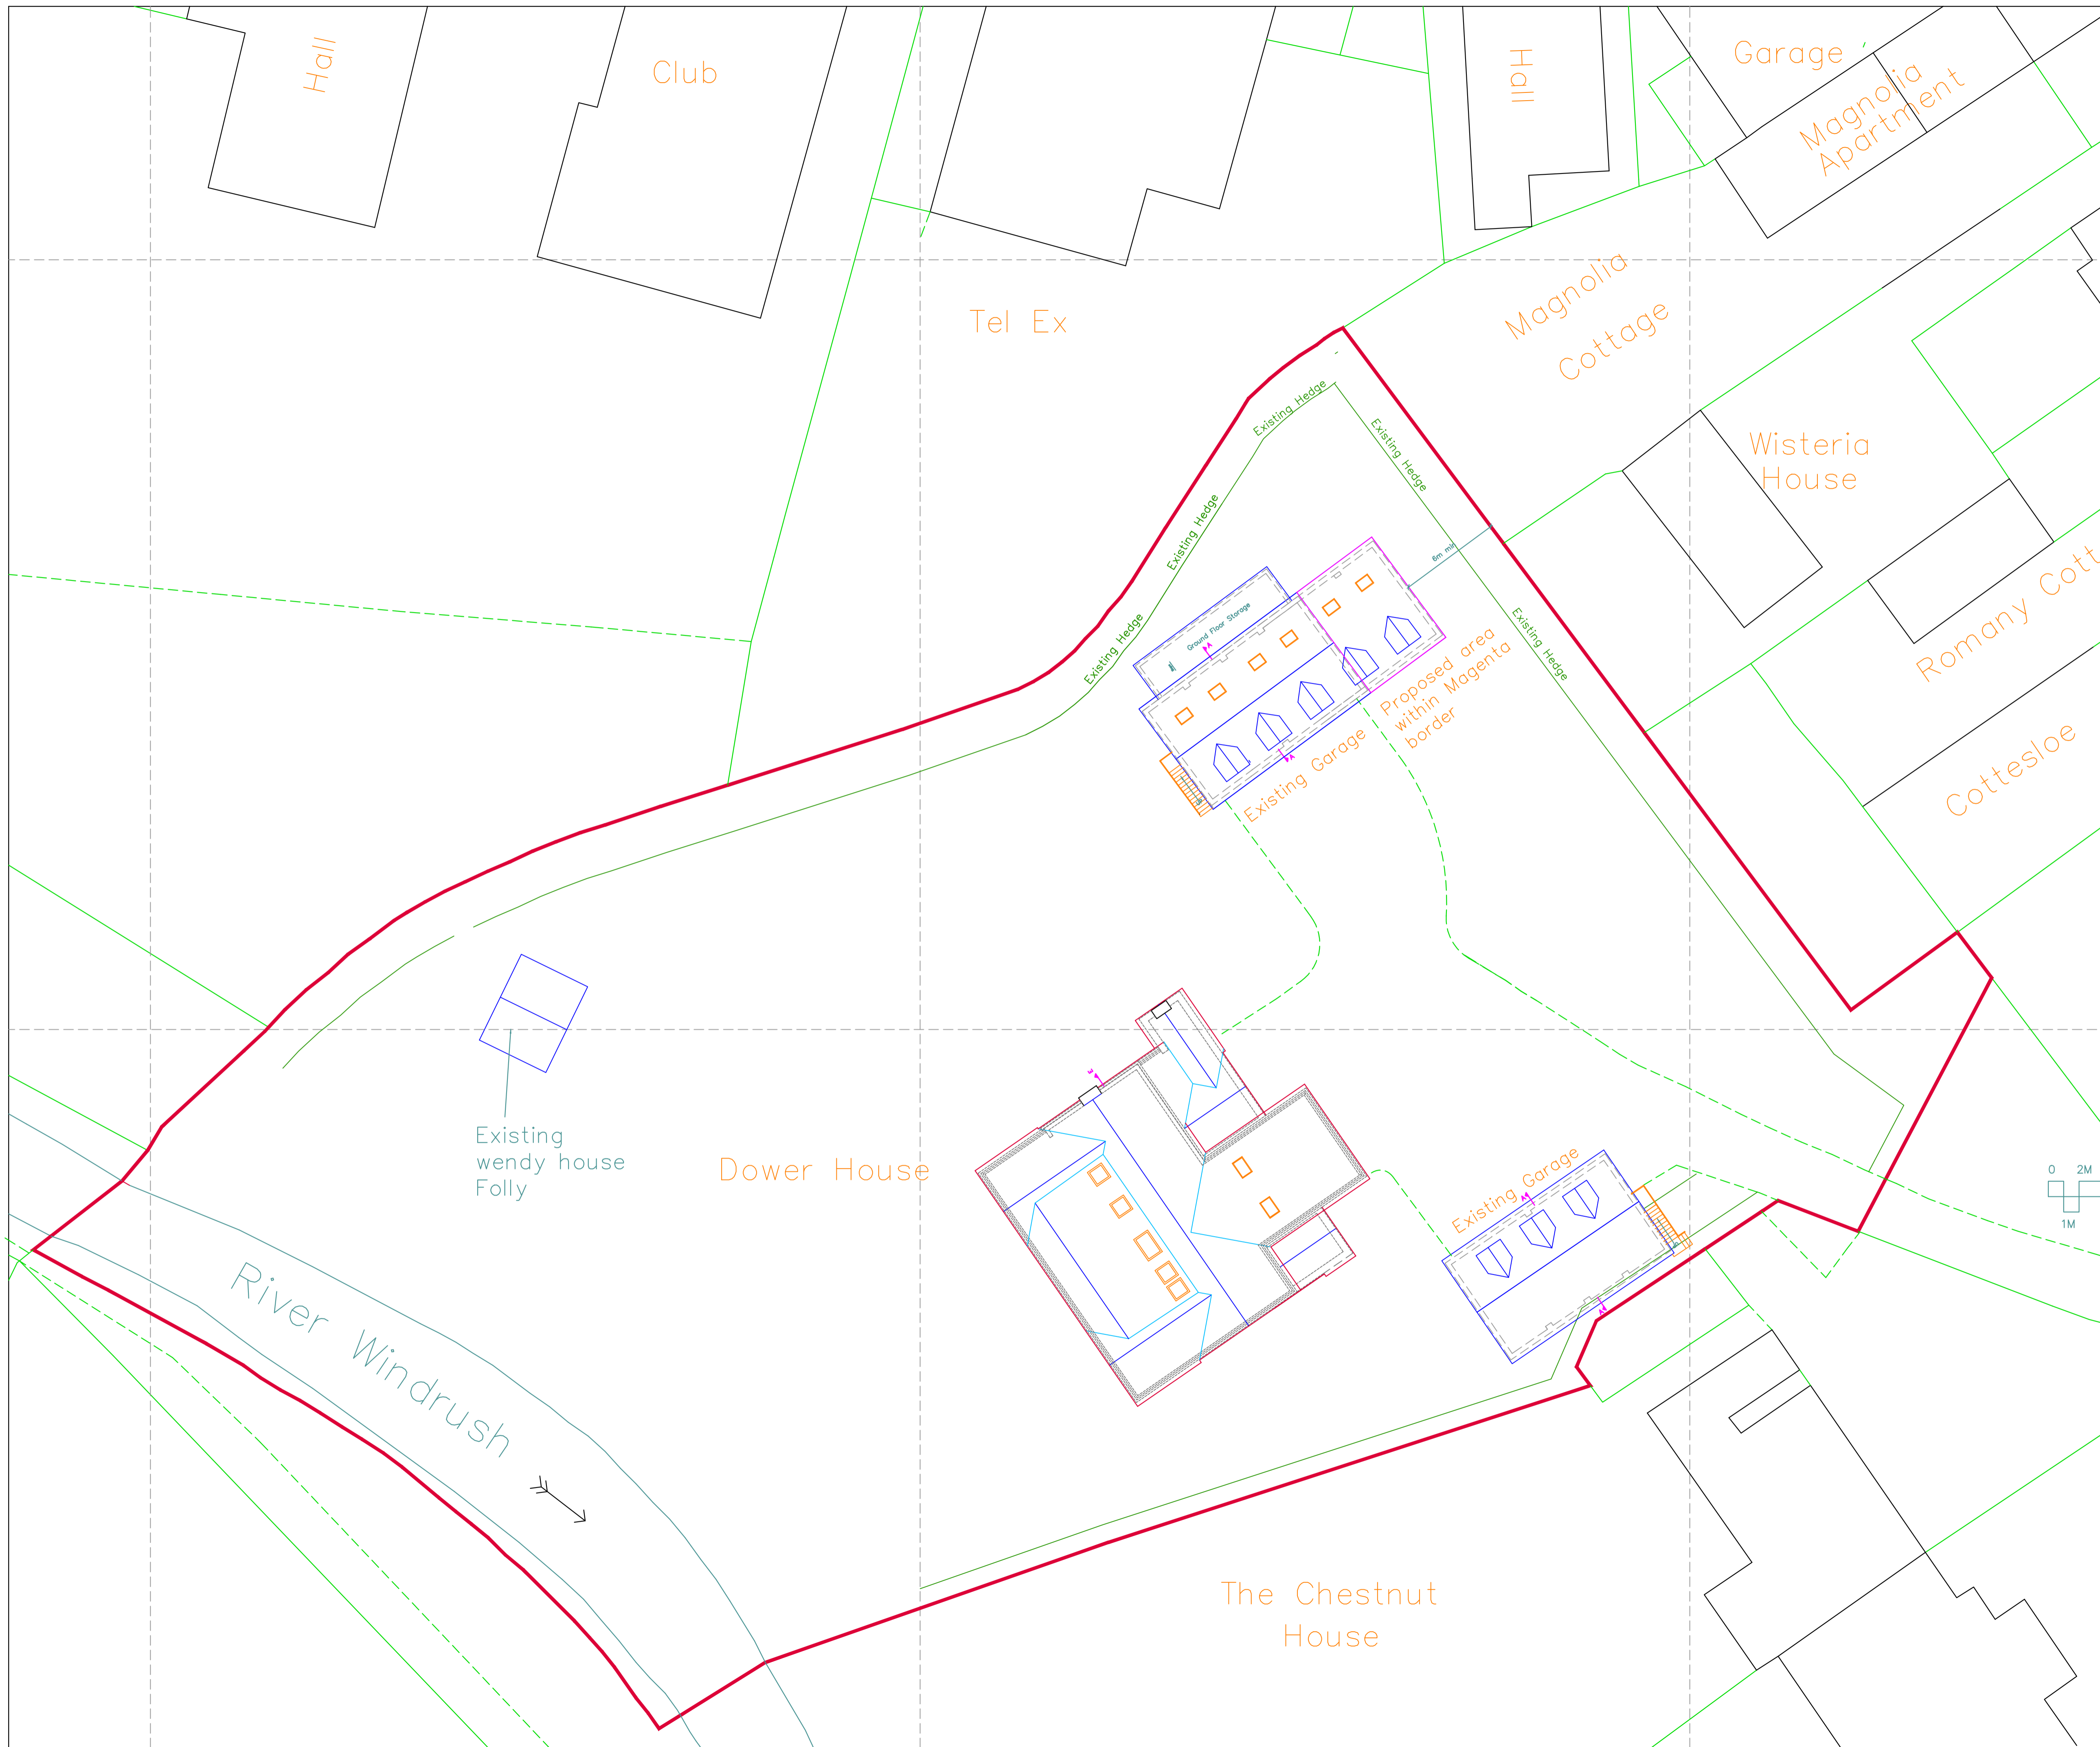 Hall
Club
Hall
Garage
Magnolia
Apartment
Tel Ex
Magnolia
Cottage
Existing Hedge
Existing Hedge
Existing Hedge
Existing Hedge
Existing Hedge
Wisteria
House
Romany Cott
Cottesloe
Ground Floor Storage
Proposed area
within Magenta
border
Existing Garage
Existing
wendy house
Folly
Dower House
Existing Garage
0 2M
1M
River Windrush
The Chestnut
House
A
A
A
A